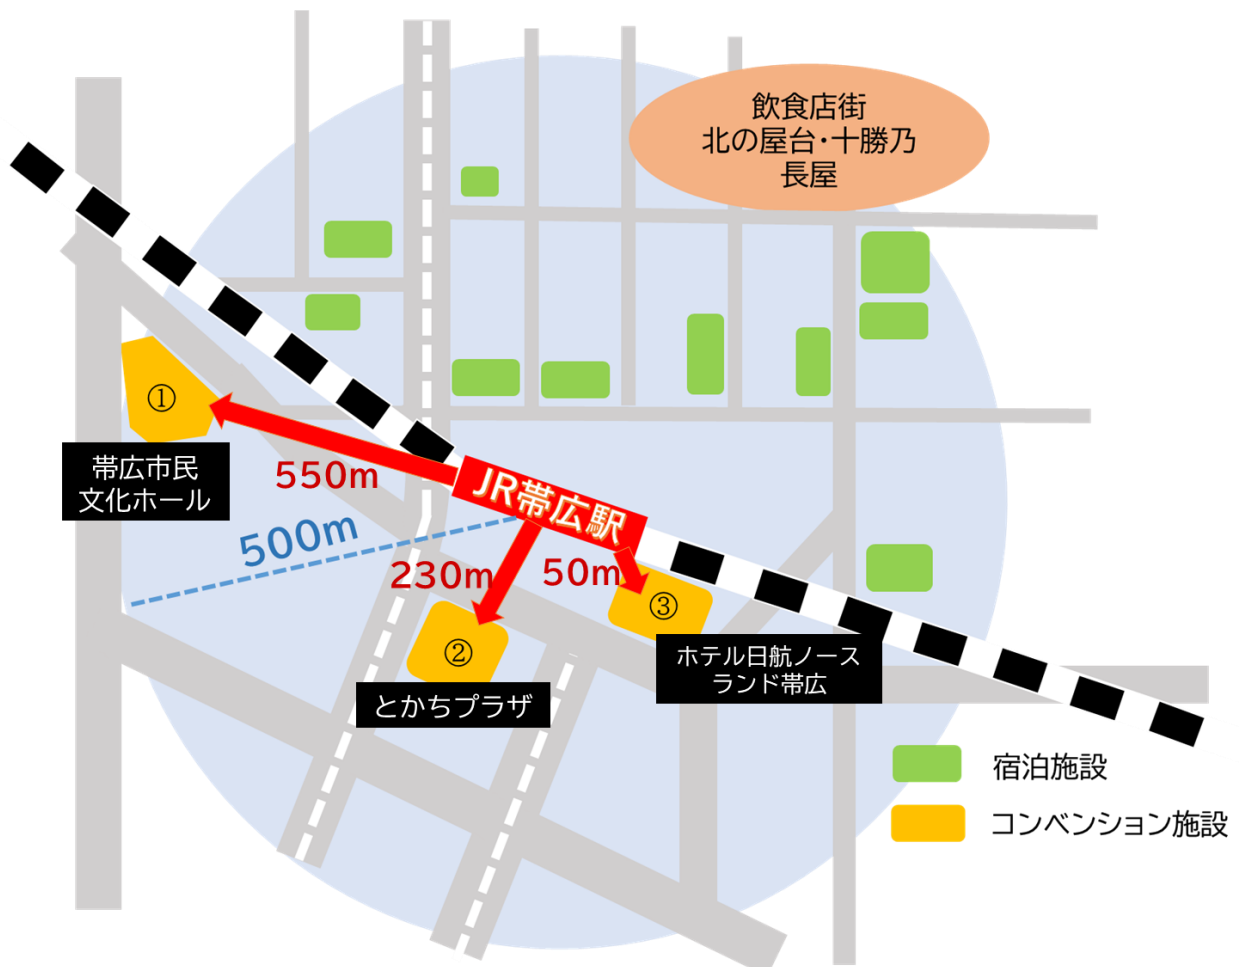 飲食店街
北の屋台・十勝乃
長屋
①
帯広市民
文化ホール
550m
JR帯広駅
500m
230m
50m
②
とかちプラザ
③
ホテル日航ノース
ランド帯広
宿泊施設
コンベンション施設